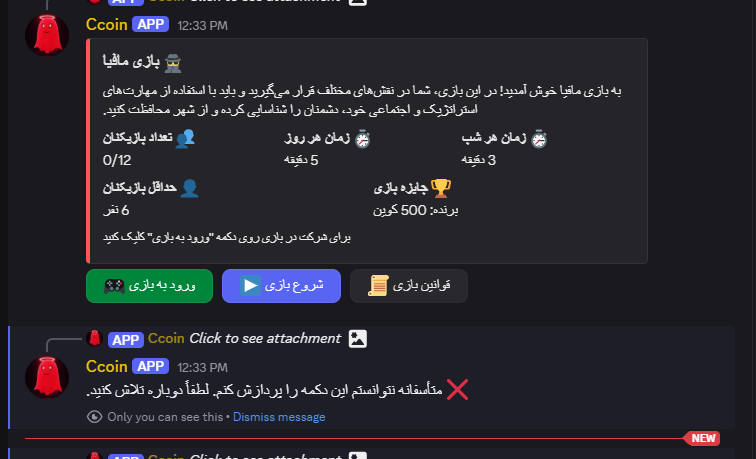 APP Ccoin Click to see attachment
Ccoin APP 12:33 PM
بازی مافیا
به بازی مافیا خوش آمدید! در این بازی، شما در نقش‌های مختلف قرار می‌گیرید و باید با استفاده از مهارت‌های
استراتژیک و اجتماعی خود، دشمنان را شناسایی کرده و از شهر محافظت کنید.
تعداد بازیکنان زمان هر روز زمان هر شب
0/12 5 دقیقه 3 دقیقه
حداقل بازیکنان جایزه بازی
6 نفر برنده: 500 کوین
برای شرکت در بازی روی دکمه "ورود به بازی" کلیک کنید
ورود به بازی شروع بازی قوانین بازی
APP Ccoin Click to see attachment
Ccoin APP 12:33 PM
متأسفانه نتوانستم این دکمه را پردازش کنم. لطفاً دوباره تلاش کنید.
Only you can see this • Dismiss message
NEW
APP Ccoin Click to see attachment